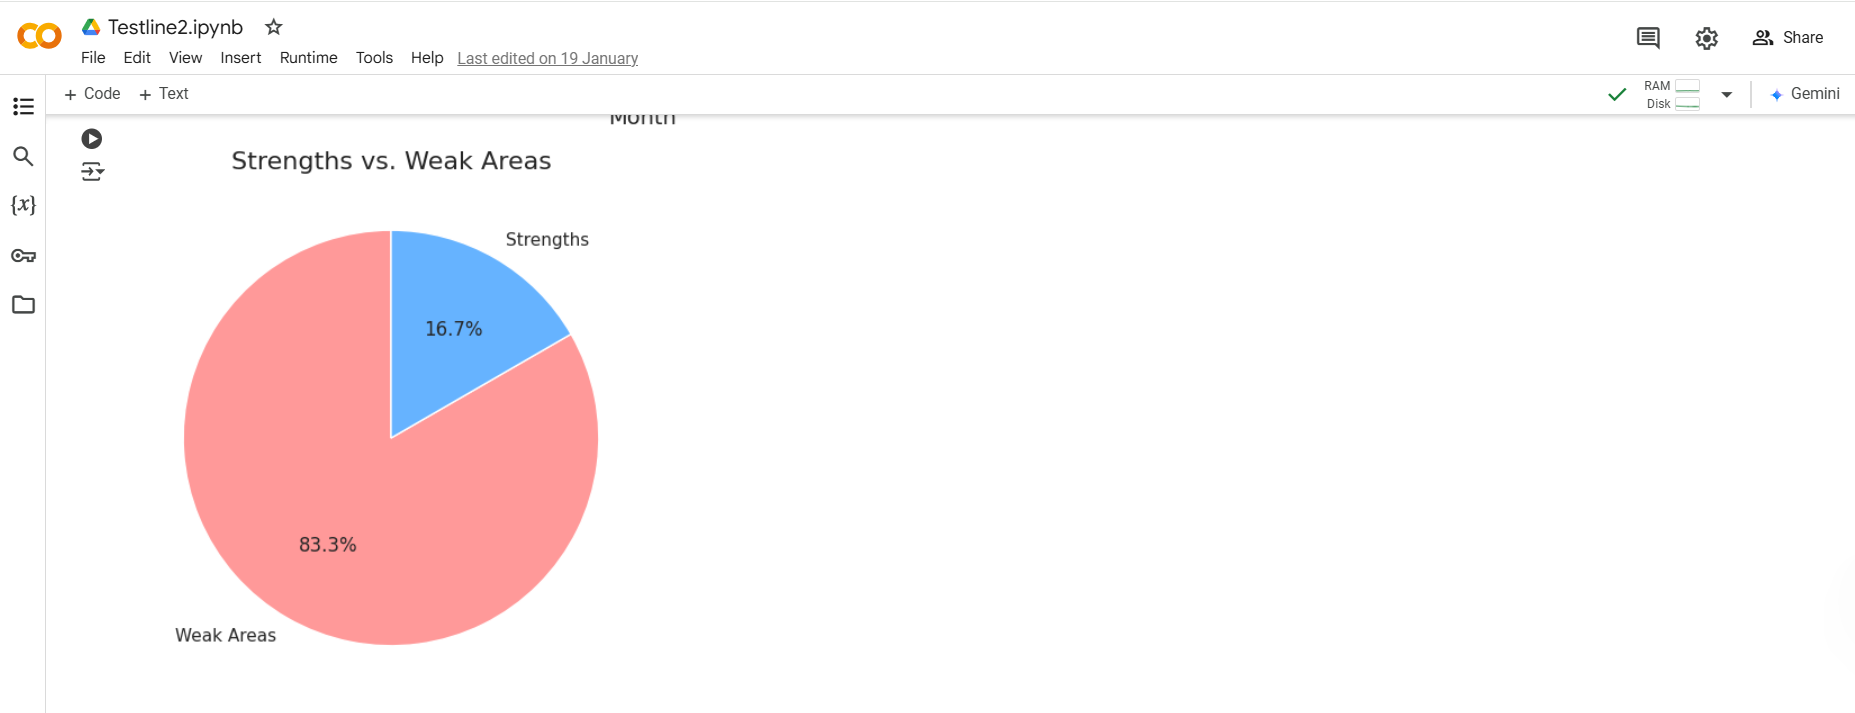 Testline2.ipynb
File Edit View Insert Runtime Tools Help Last edited on 19 January
Share
+ Code + Text
RAM
Disk
Gemini
{x}
Month
Strengths vs. Weak Areas
Strengths
16.7%
83.3%
Weak Areas